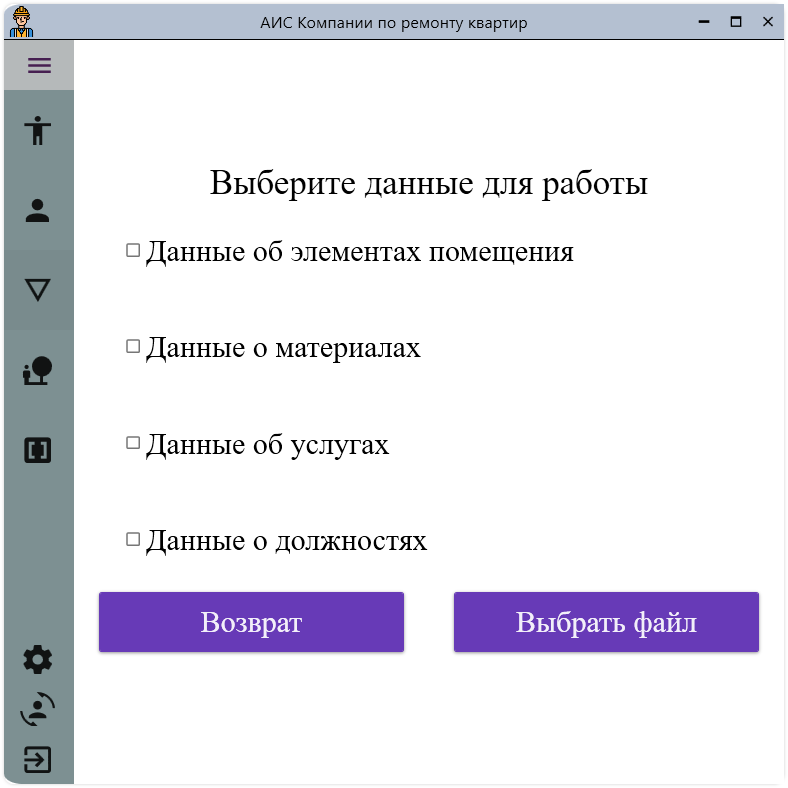 АИС Компании по ремонту квартир
Выберите данные для работы
Данные об элементах помещения
Данные о материалах
Данные об услугах
Данные о должностях
Возврат
Выбрать файл